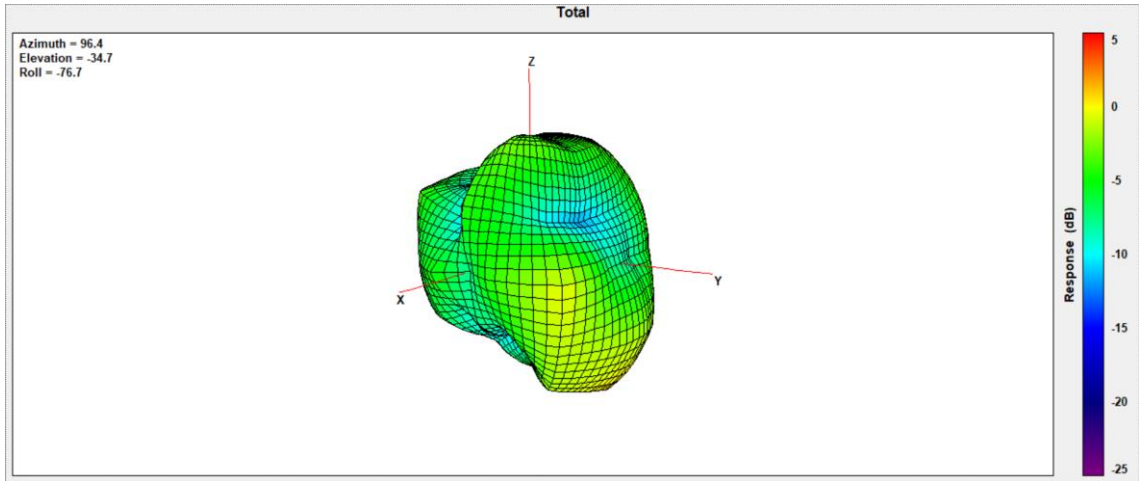 Total
Azimuth = 96.4
Elevation = -34.7
Roll = -76.7
Z
Y
X
5
0
-5
-10
-15
-20
-25
Response (dB)